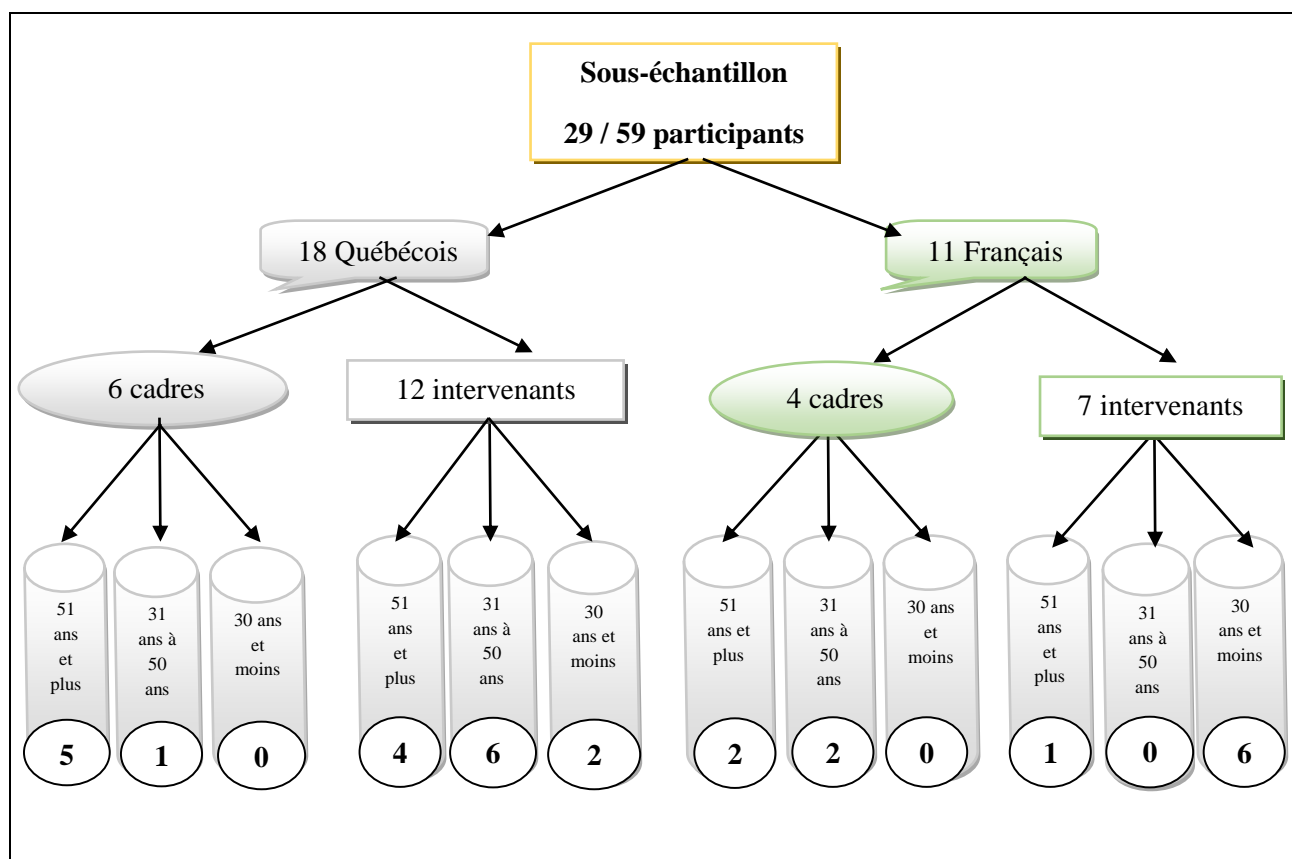 Sous-échantillon
29 / 59 participants
18 Québécois
11 Français
6 cadres
12 intervenants
4 cadres
7 intervenants
51
ans
et
plus
31
ans à
50
ans
30 ans
et
moins
51
ans
et
plus
31
ans à
50
ans
30
ans et
moins
51
ans et
plus
31
ans à
50
ans
30 ans
et
moins
51
ans
et
plus
31
ans à
50
ans
30
ans et
moins
5
1
0
4
6
2
2
2
0
1
0
6